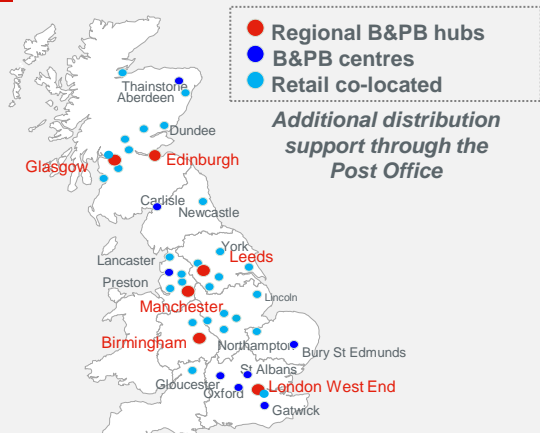 Regional B&PB hubs
B&PB centres
Retail co-located
Additional distribution
support through the
Post Office
Thainstone
Aberdeen
Dundee
Glasgow
Edinburgh
Carlisle
Newcastle
York
Lancaster
Leeds
Preston
Lincoln
Manchester
Birmingham
Northampton
Bury St Edmunds
St Albans
Gloucester
London West End
Oxford
Gatwick